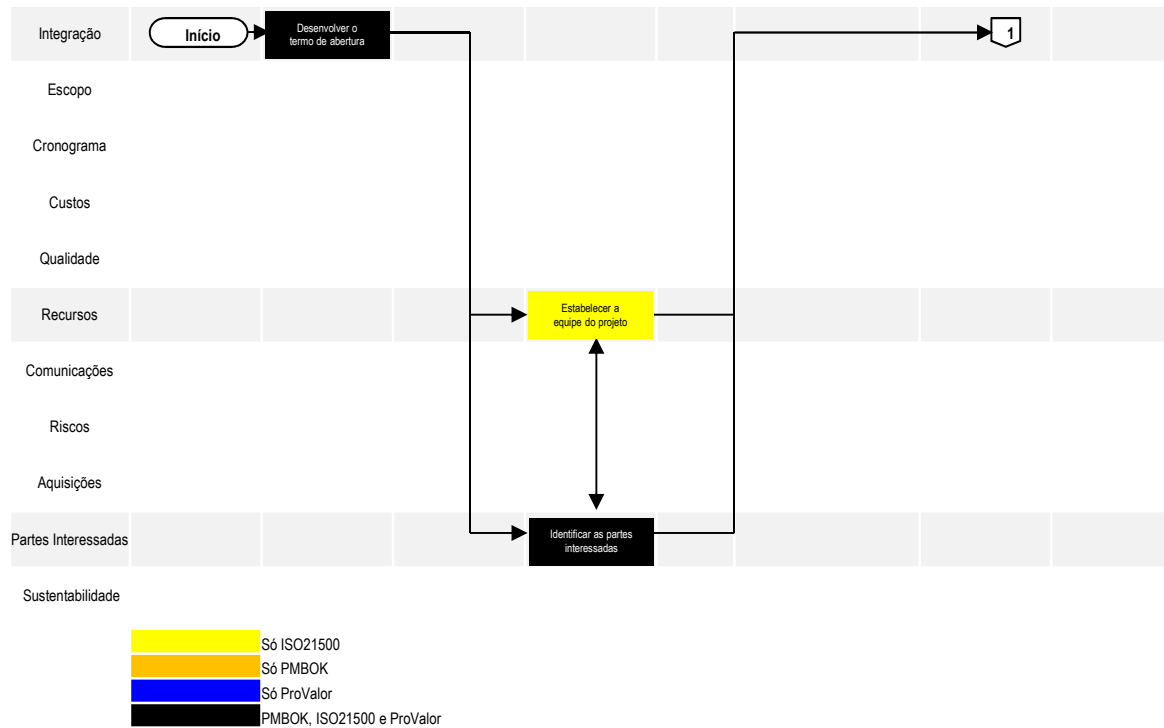 Integração
Início
Desenvolver o
termo de abertura
1
Escopo
Cronograma
Custos
Qualidade
Recursos
Estabelecer a
equipe do projeto
Comunicações
Riscos
Aquisições
Partes Interessadas
Identificar as partes
interessadas
Sustentabilidade
Só ISO21500
Só PMBOK
Só ProValor
PMBOK, ISO21500 e ProValor